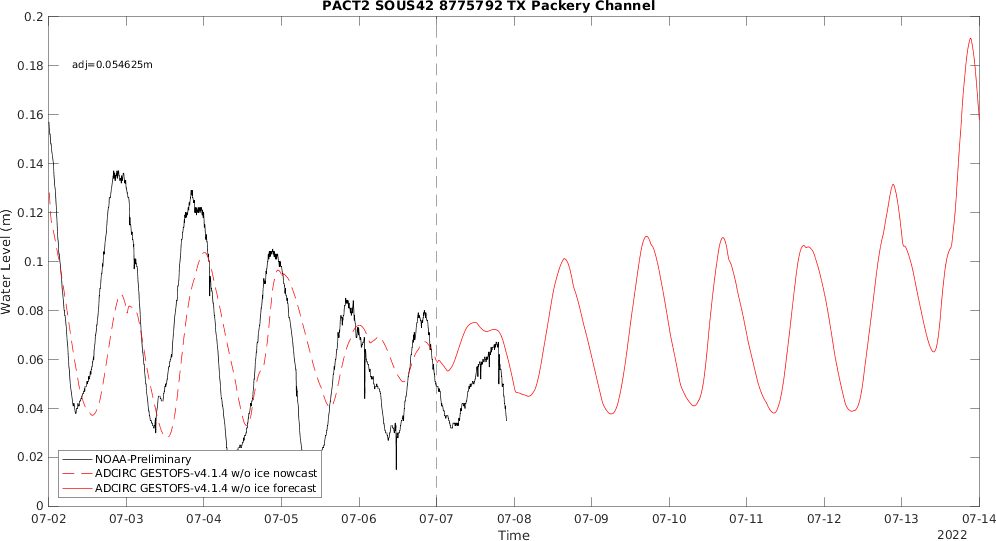 PACT2 SOUS42 8775792 TX Packery Channel
0.2
0.18
adj=0.054625m
0.16
0.14
0.12
0.1
0.08
0.06
0.04
0.02
0
Water Level (m)
NOAA-Preliminary
ADCIRC GESTOFS-v4.1.4 w/o ice nowcast
ADCIRC GESTOFS-v4.1.4 w/o ice forecast
07-02 07-03 07-04 07-05 07-06 07-07 07-08 07-09 07-10 07-11 07-12 07-13 07-14
Time
2022